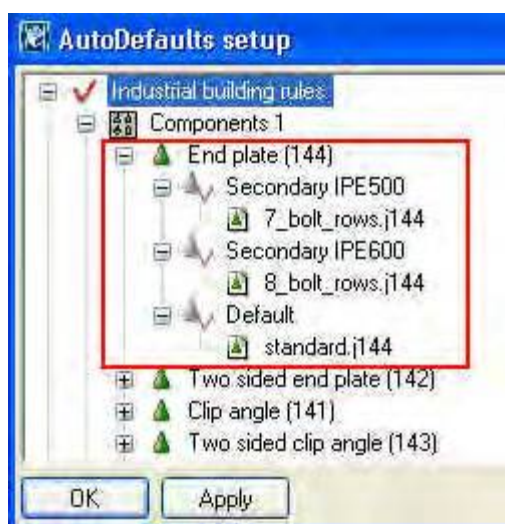 AutoDefaults setup
Industrial building rules
Components 1
End plate (144)
Secondary IPE500
7_bolt_rows.j144
Secondary IPE600
8_bolt_rows.j144
Default
standard.j144
Two sided end plate (142)
Clip angle (141)
Two sided clip angle (143)
OK
Apply